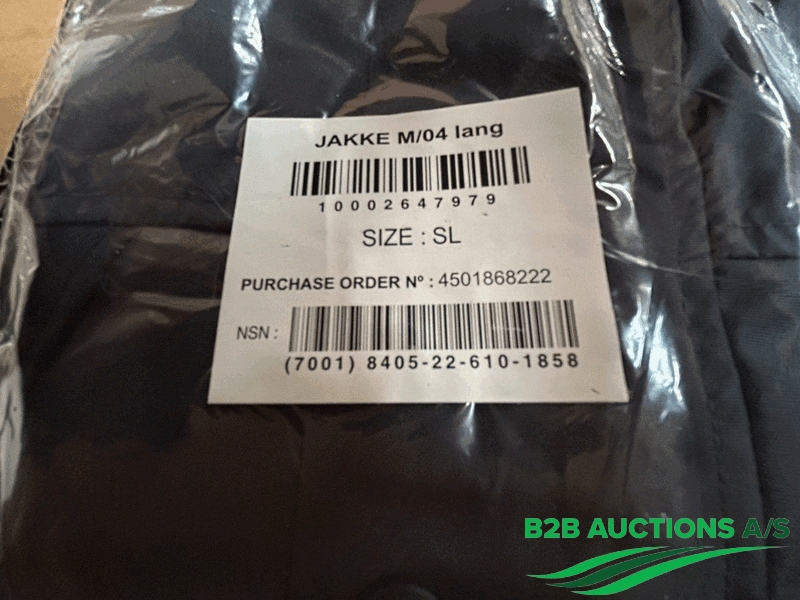 JAKKE M/04 lang
10002647979
SIZE : SL
PURCHASE ORDER Nº : 4501868222
NSN :
(7001) 8405-22-610-1858
B2B AUCTIONS A/S